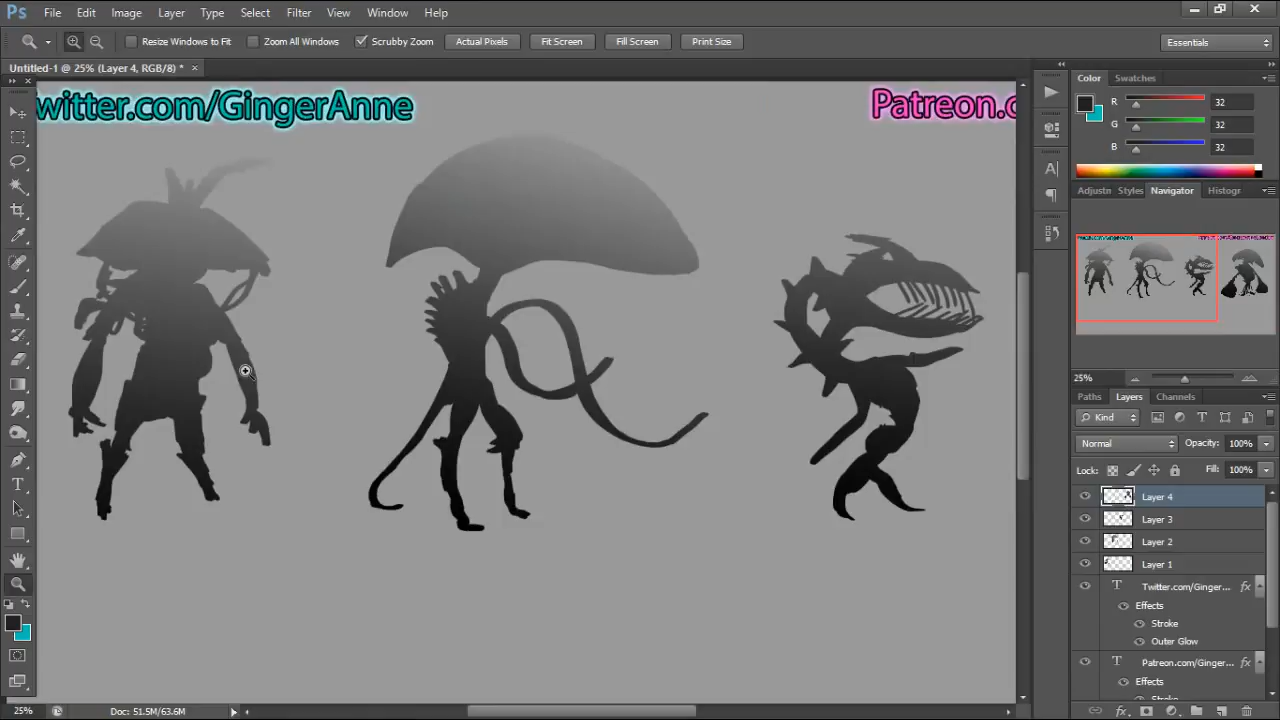 Ps File Edit Image Layer Type Select Filter View Window Help
Resize Windows to Fit Zoom All Windows Scrubby Zoom Actual Pixels Fit Screen Fill Screen Print Size Essentials
Untitled-1 @ 25% (Layer 4, RGB/8) *
Color Swatches
R 32
G 32
B 32
witter.com/GingerAnne
Patreon.c
Adjustm Styles Navigator Histogr
25%
Paths Layers Channels
Kind
Normal Opacity: 100%
Lock: Fill: 100%
Layer 4
Layer 3
Layer 2
Layer 1
T Twitter.com/Ginger... fx
Effects
Stroke
Outer Glow
T Patreon.com/Ginger... fx
Effects
Stroke
25% Doc: 51.5M/63.6M